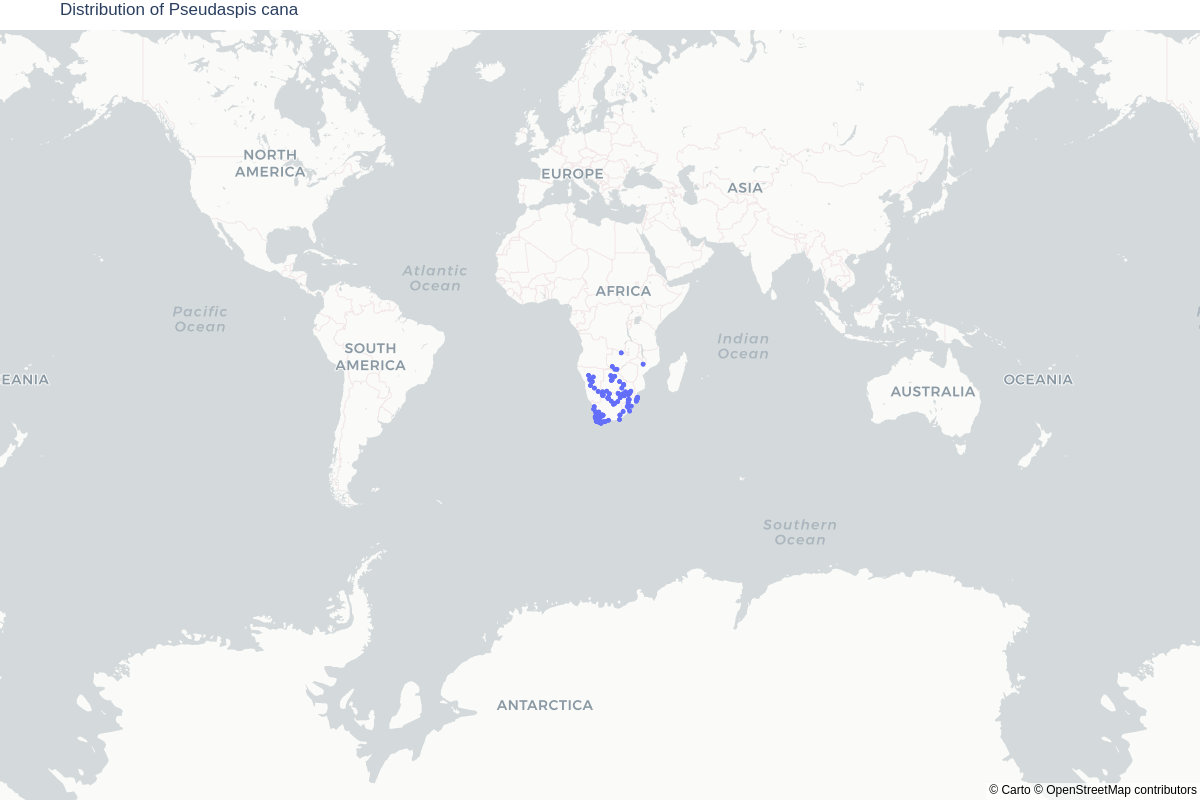 Distribution of Pseudaspis cana
NORTH
AMERICA
EUROPE
ASIA
Atlantic
Ocean
AFRICA
Pacific
Ocean
Indian
Ocean
SOUTH
AMERICA
EANIA
AUSTRALIA
OCEANIA
Southern
Ocean
ANTARCTICA
© Carto © OpenStreetMap contributors